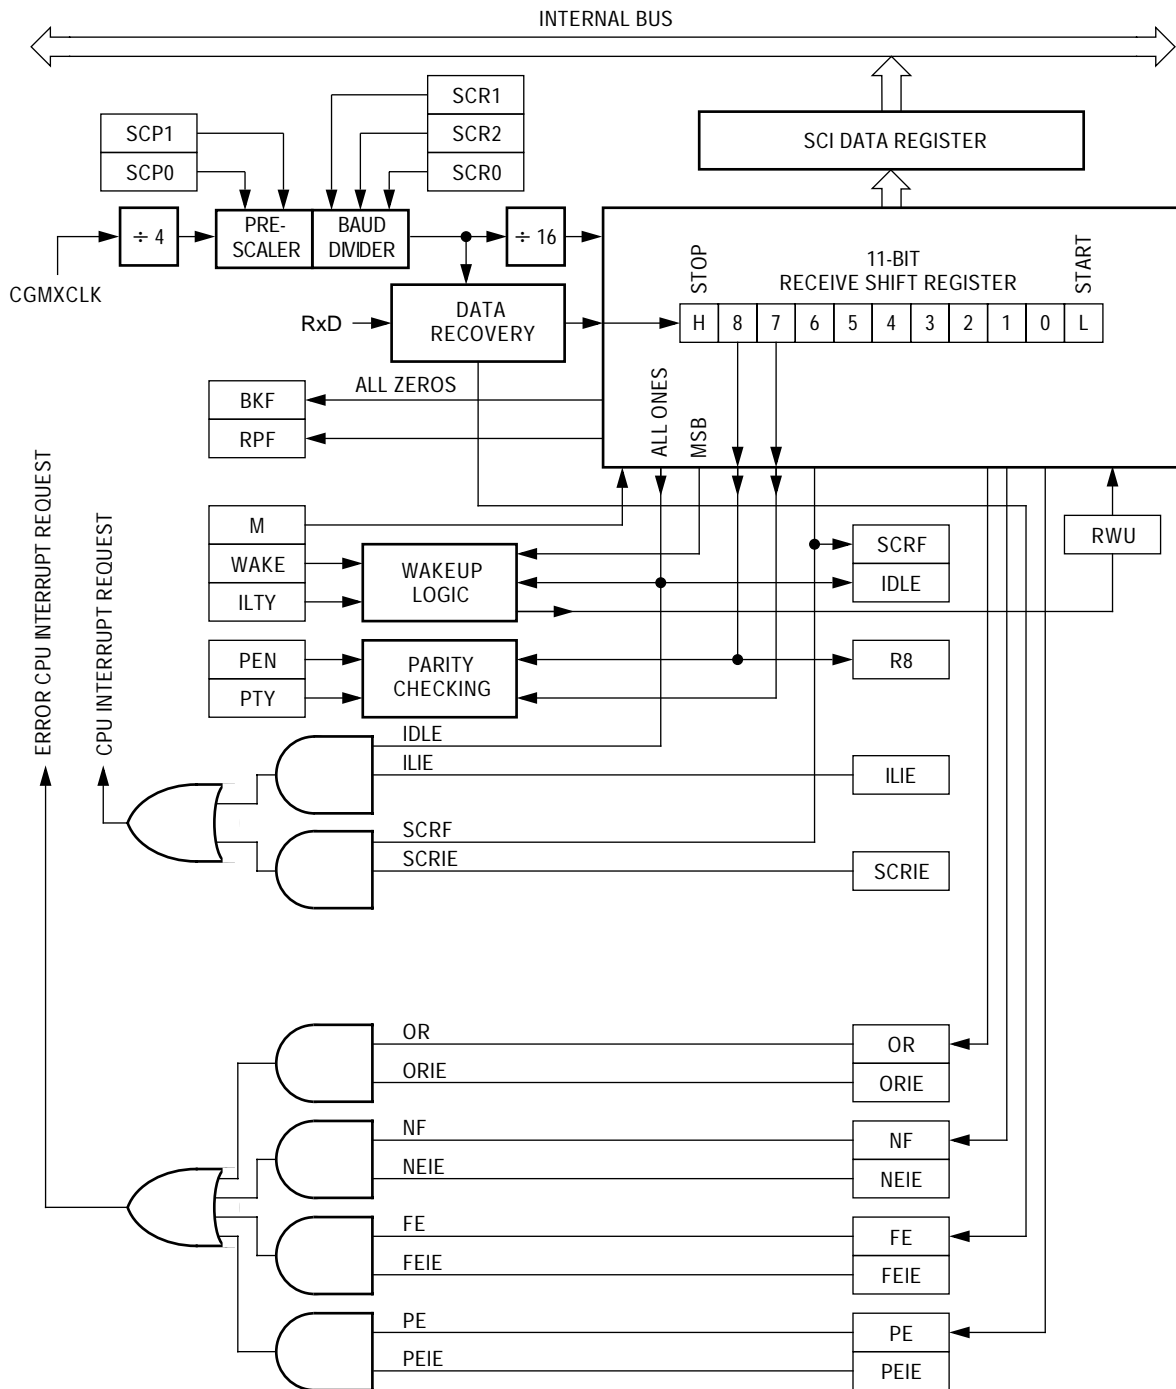 INTERNAL BUS
SCR1
SCR2
SCR0
SCP1
SCP0
SCI DATA REGISTER
÷ 4
PRE-
SCALER
BAUD
DIVIDER
÷ 16
CGMXCLK
RxD
DATA
RECOVERY
STOP
11-BIT
RECEIVE SHIFT REGISTER
START
H 8 7 6 5 4 3 2 1 0 L
ALL ZEROS
BKF
RPF
ALL ONES
MSB
ERROR CPU INTERRUPT REQUEST
CPU INTERRUPT REQUEST
M
WAKE
ILTY
WAKEUP
LOGIC
SCRF
IDLE
RWU
PEN
PTY
PARITY
CHECKING
R8
IDLE
ILIE
ILIE
SCRF
SCRIE
SCRIE
OR
ORIE
OR
ORIE
NF
NEIE
NF
NEIE
FE
FEIE
FE
FEIE
PE
PEIE
PE
PEIE